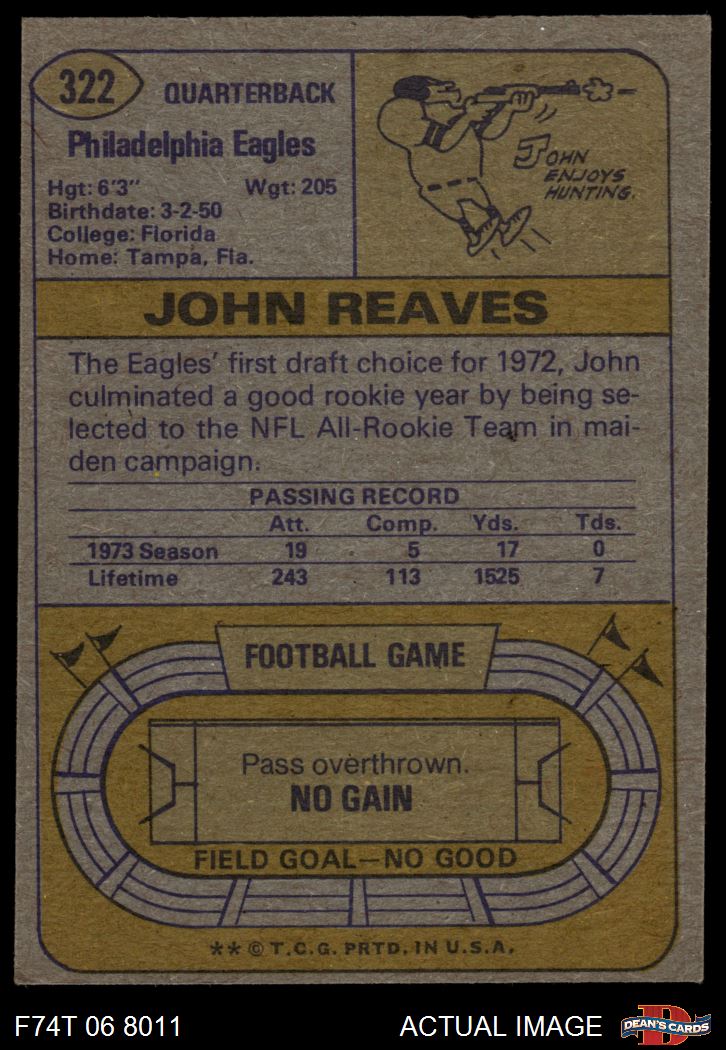 322
QUARTERBACK
Philadelphia Eagles
Hgt: 6'3" Wgt: 205
Birthdate: 3-2-50
College: Florida
Home: Tampa, Fla.
JOHN
ENJOYS
HUNTING.
JOHN REAVES
The Eagles' first draft choice for 1972, John
culminated a good rookie year by being se-
lected to the NFL All-Rookie Team in mai-
den campaign.
PASSING RECORD
Att. Comp. Yds. Tds.
1973 Season 19 5 17 0
Lifetime 243 113 1525 7
FOOTBALL GAME
Pass overthrown.
NO GAIN
FIELD GOAL—NO GOOD
** © T.C.G. PRTD. IN U.S.A.
F74T 06 8011 ACTUAL IMAGE
DEAN'S CARDS